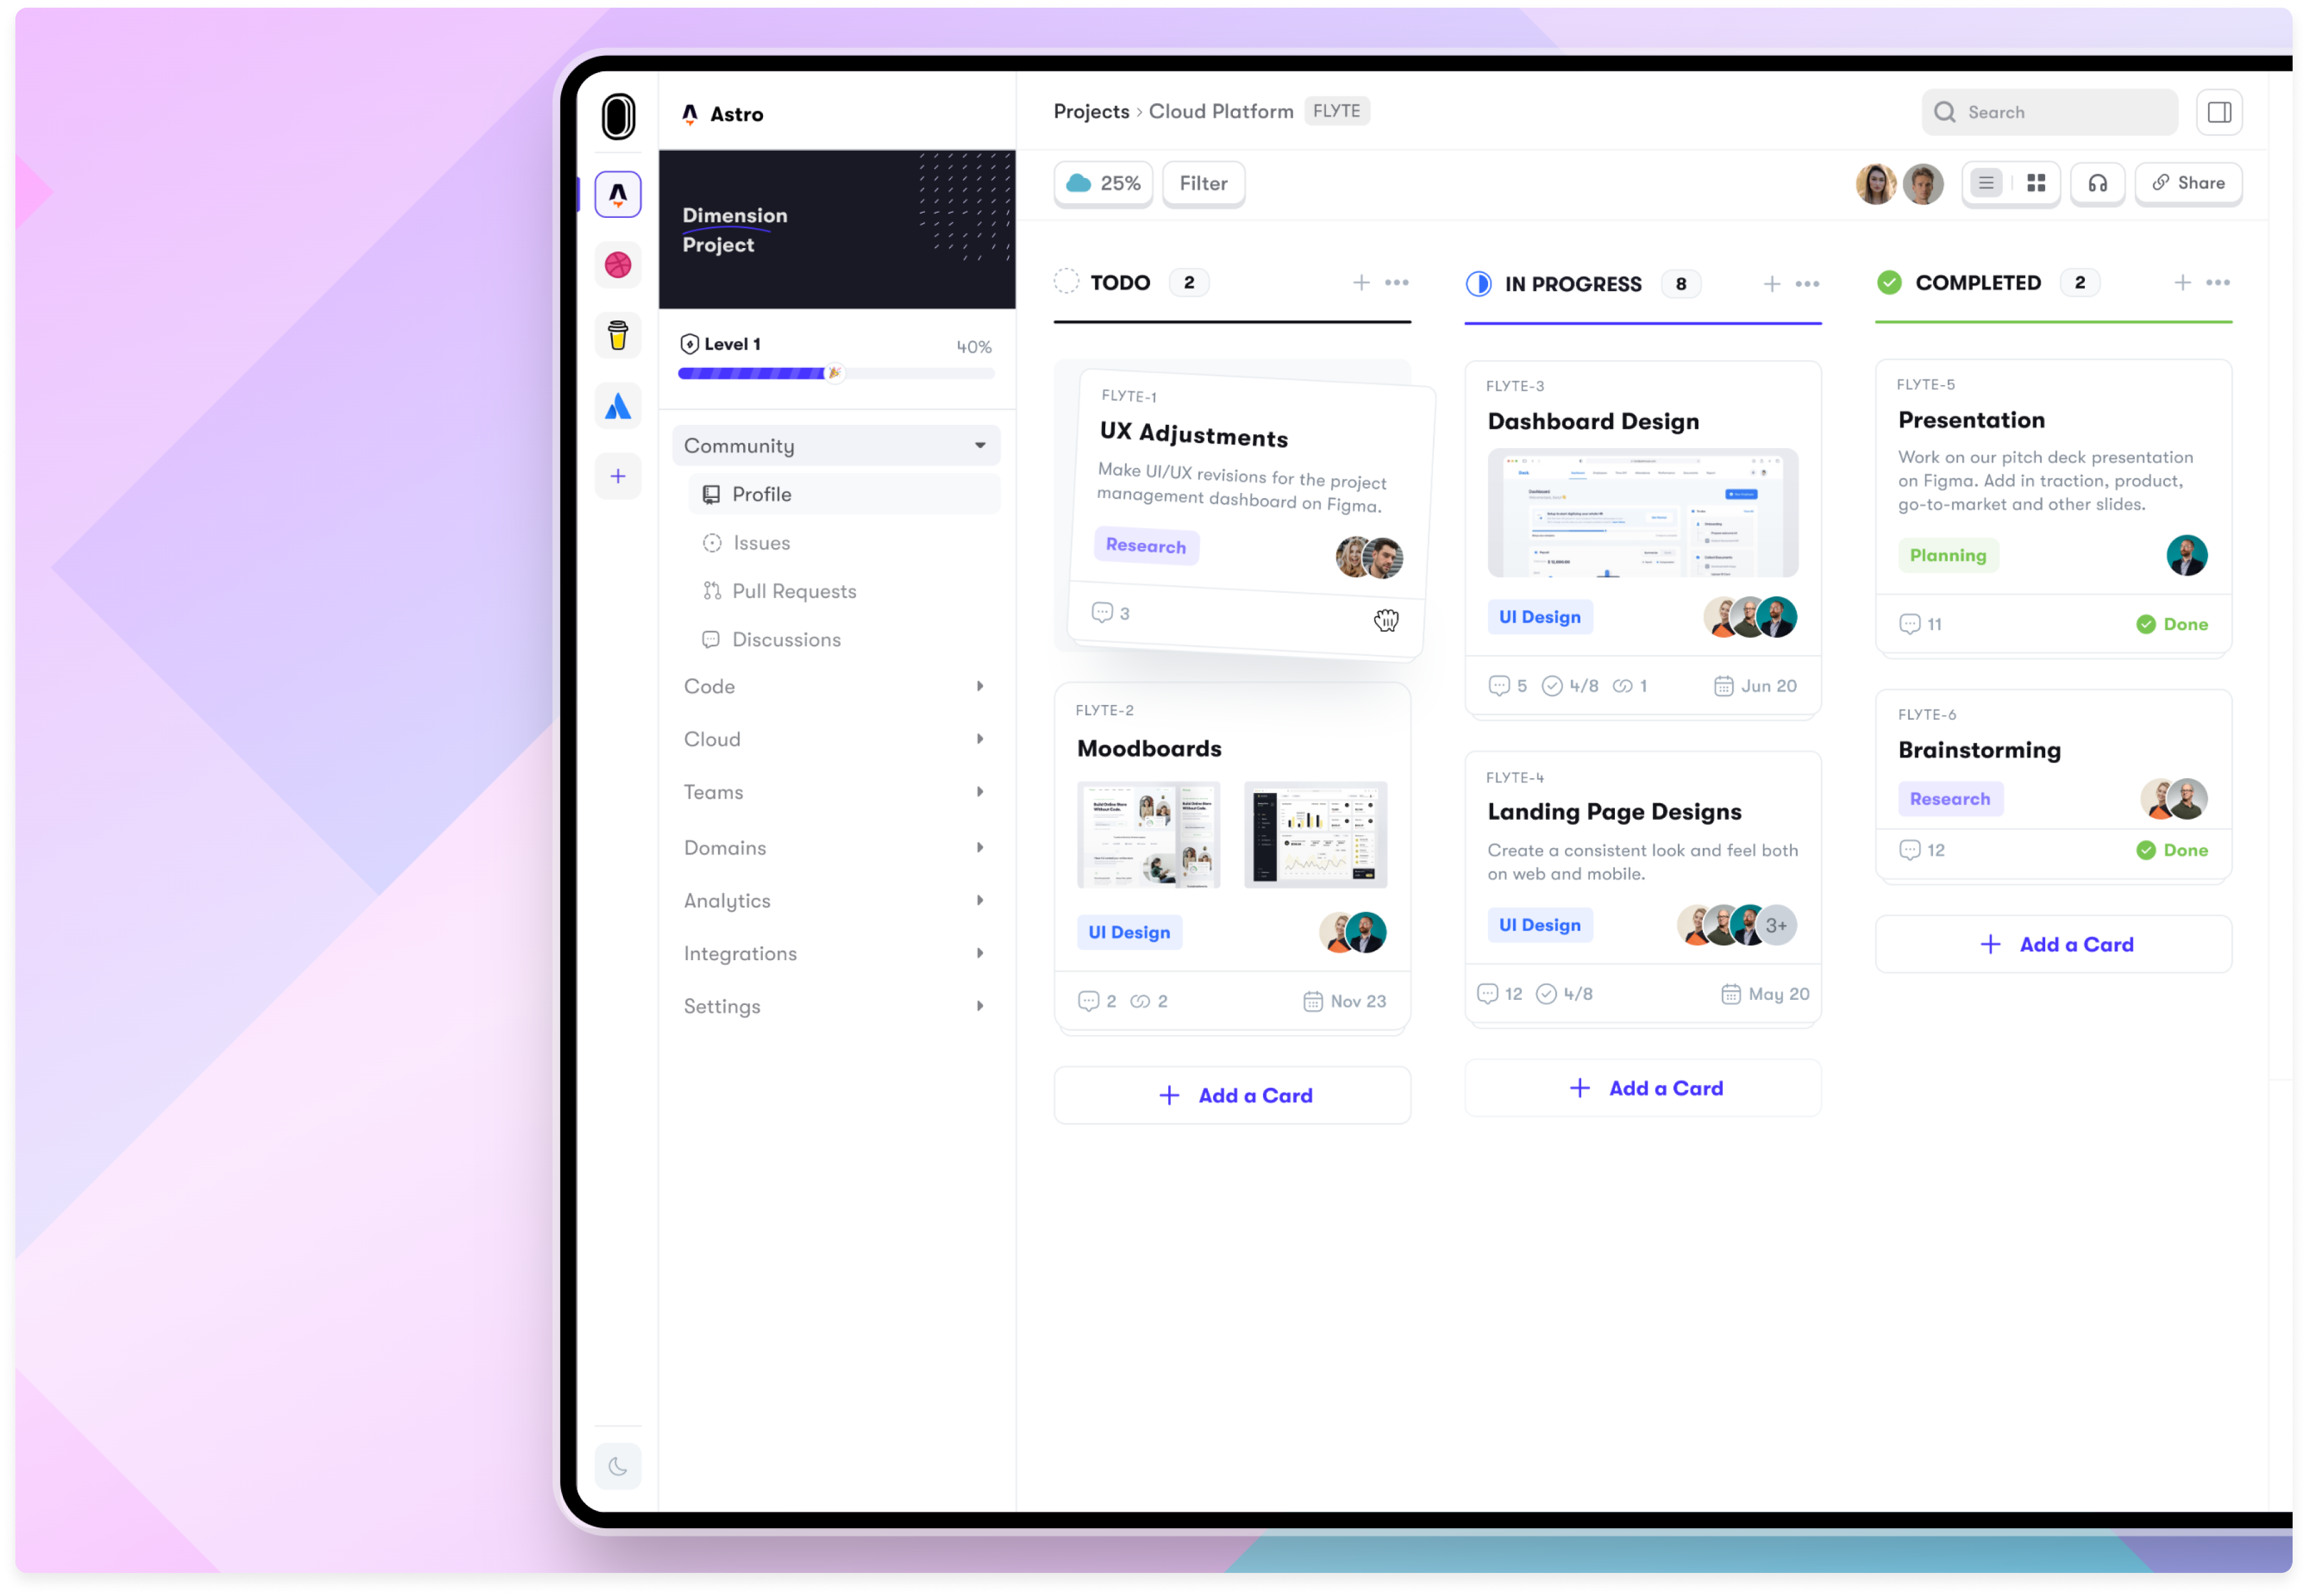 Astro
Projects › Cloud Platform FLYTE
Search
Dimension
Project
25%
Filter
Share
Level 1
40%
Community
Profile
Issues
Pull Requests
Discussions
Code
Cloud
Teams
Domains
Analytics
Integrations
Settings
TODO 2
FLYTE-1
UX Adjustments
Make UI/UX revisions for the project
management dashboard on Figma.
Research
3
FLYTE-2
Moodboards
UI Design
2 2 Nov 23
+ Add a Card
IN PROGRESS 8
FLYTE-3
Dashboard Design
UI Design
5 4/8 1 Jun 20
FLYTE-4
Landing Page Designs
Create a consistent look and feel both
on web and mobile.
UI Design
3+
12 4/8 May 20
+ Add a Card
COMPLETED 2
FLYTE-5
Presentation
Work on our pitch deck presentation
on Figma. Add in traction, product,
go-to-market and other slides.
Planning
11 Done
FLYTE-6
Brainstorming
Research
12 Done
+ Add a Card